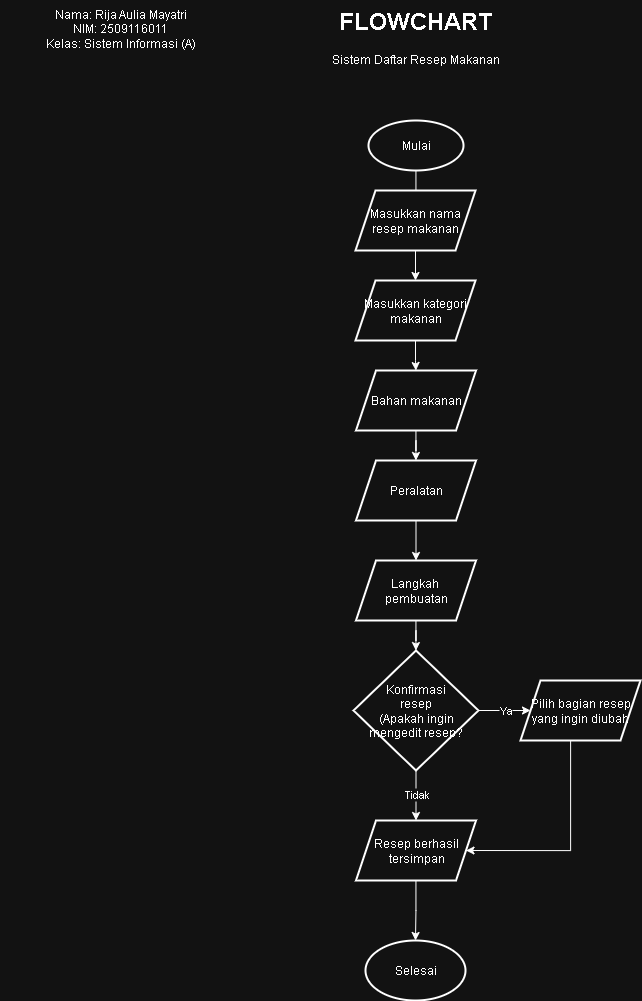 Nama: Rija Aulia Mayatri
NIM: 2509116011
Kelas: Sistem Informasi (A)
FLOWCHART
Sistem Daftar Resep Makanan
Mulai
Masukkan nama
resep makanan
Masukkan kategori
makanan
Bahan makanan
Peralatan
Langkah
pembuatan
Konfirmasi
resep
(Apakah ingin
mengedit resep?
Ya
Pilih bagian resep
yang ingin diubah
Tidak
Resep berhasil
tersimpan
Selesai